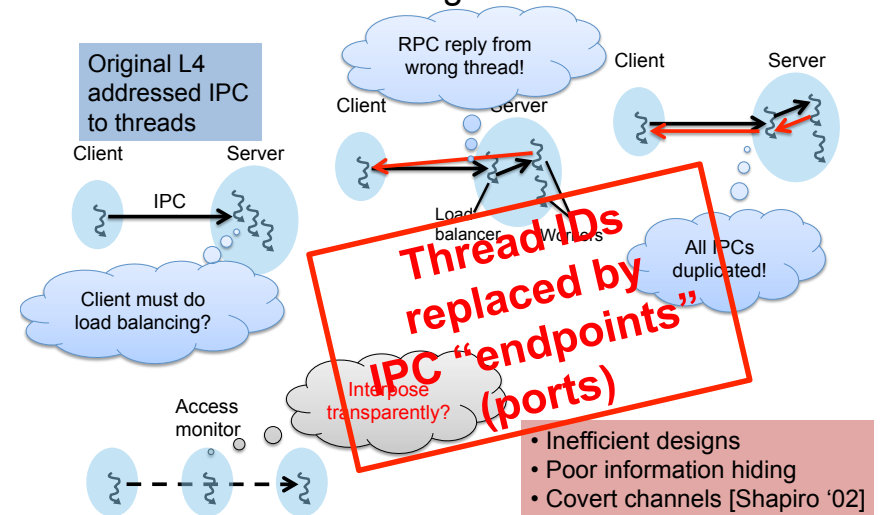 Original L4
addressed IPC
to threads
Client
Server
IPC
Client must do
load balancing?
RPC reply from
wrong thread!
Client
Server
Load
balancer
Workers
Client
Server
All IPCs
duplicated!
Thread IDs
replaced by
IPC “endpoints”
(ports)
Interpose
transparently?
Access
monitor
• Inefficient designs
• Poor information hiding
• Covert channels [Shapiro ‘02]